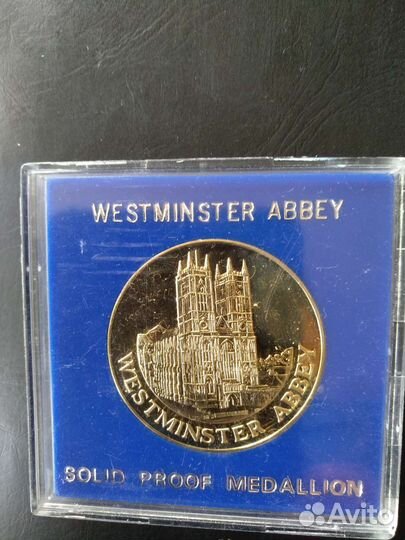 WESTMINSTER ABBEY
WESTMINSTER ABBEY
SOLID PROOF MEDALLION
Avito